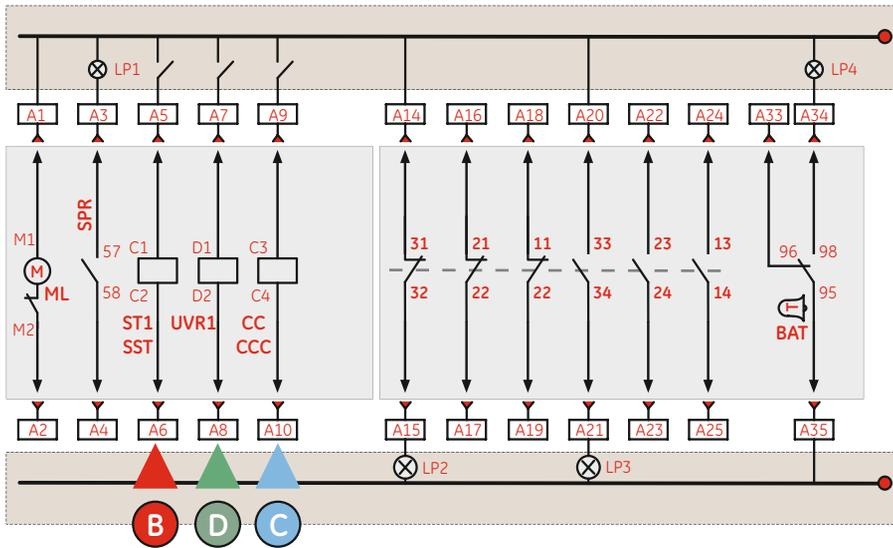 LP1
LP4
A1 A3 A5 A7 A9 A14 A16 A18 A20 A22 A24 A33 A34
SPR
M1 57 C1 D1 C3 31 21 11 33 23 13 96 98
M
ML
58 C2 D2 C4 32 22 22 34 24 14 95
T
M2 ST1 UVR1 CC BAT
SST CCC
A2 A4 A6 A8 A10 A15 A17 A19 A21 A23 A25 A35
LP2 LP3
B D C